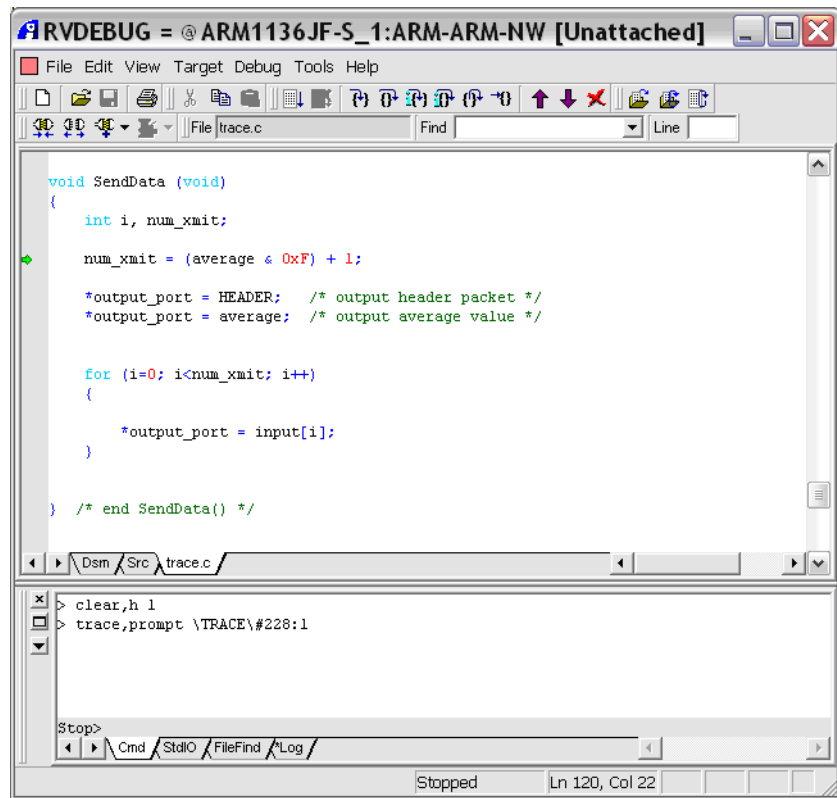 RVDEBUG = @ARM1136JF-S_1:ARM-ARM-NW [Unattached]
File Edit View Target Debug Tools Help
File trace.c Find Line
void SendData (void)
{
int i, num_xmit;
num_xmit = (average & 0xF) + 1;
*output_port = HEADER; /* output header packet */
*output_port = average; /* output average value */
for (i=0; i<num_xmit; i++)
{
*output_port = input[i];
}
} /* end SendData() */
Dsm Src trace.c
> clear,h 1
> trace,prompt \TRACE\#228:1
Stop>
Cmd StdIO FileFind *Log
Stopped Ln 120, Col 22